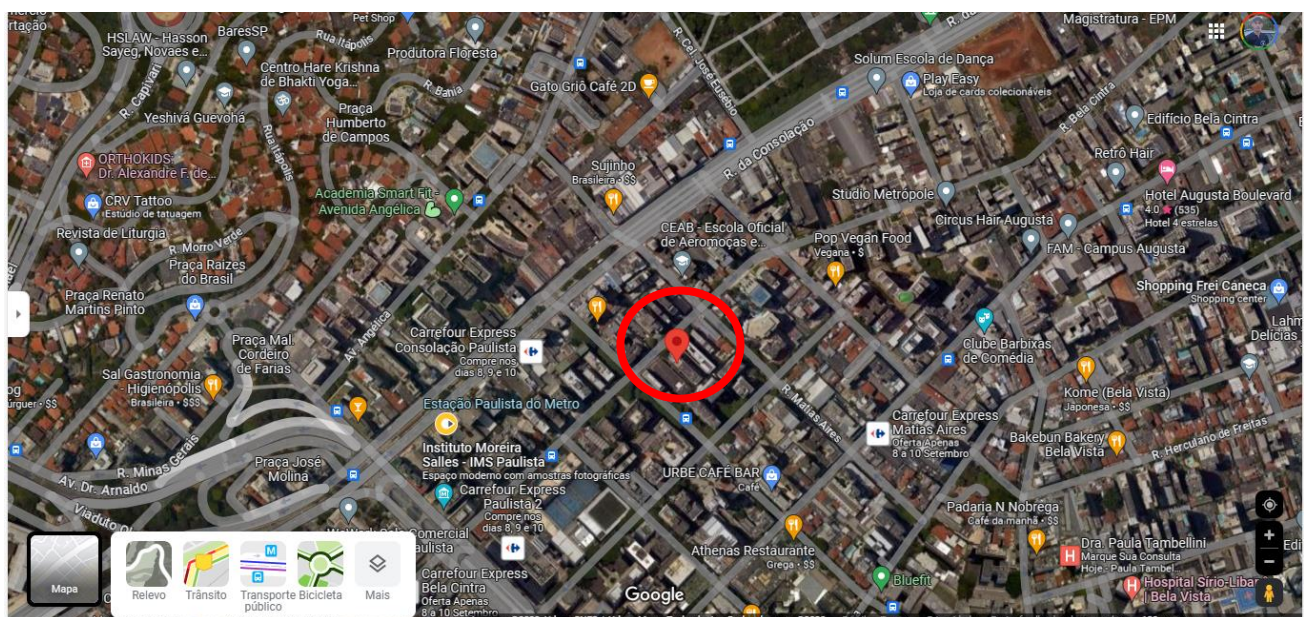 rtação
HSLAW - Hasson
Sayeg, Novaes e...
BaresSP
Pet Shop
Rua Itápolis
Produtora Floresta
Centro Hare Krishna
de Bhakti Yoga...
R. Bahia
R. Capivari
Yeshivá Guevohá
Rua Itápolis
Praça
Humberto
de Campos
Gato Griô Café 2D
R. Cel. José Eusébio
R. da Consolação
Solum Escola de Dança
Play Easy
Loja de cards colecionáveis
Magistratura - EPM
R. Bela Cintra
Edifício Bela Cintra
ORTHOKIDS-
Dr. Alexandre F. de...
CRV Tattoo
Estúdio de tatuagem
Revista de Liturgia
R. Morro Verde
Praça Raizes
do Brasil
Praça Renato
Martins Pinto
Academia Smart Fit -
Avenida Angélica
Sujinho
Brasileira • $$
Studio Metrópole
Retrô Hair
Hotel Augusta Boulevard
4.0 ★ (535)
Hotel 4 estrelas
Circus Hair Augusta
FAM - Campus Augusta
CEAB - Escola Oficial
de Aeromoças e...
Pop Vegan Food
Vegana • $
Shopping Frei Caneca
Shopping center
Lahm
Delicias
Praça Mal.
Cordeiro
de Farias
Av. Angélica
Carrefour Express
Consolação Paulista
Compre nos
dias 8, 9 e 10
Clube Barbixas
de Comédia
Sal Gastronomia
- Higienópolis
Brasileira • $$$
og
urguer • $$
Estação Paulista do Metro
R. Matias Aires
Kome (Bela Vista)
Japonesa • $$
Carrefour Express
Matias Aires
Oferta Apenas
8 a 10 Setembro
Bakebun Bakery
Bela Vista
R. Herculano de Freitas
R. Minas Gerais
Av. Dr. Arnaldo
Praça José
Molina
Instituto Moreira
Salles - IMS Paulista
Espaço moderno com amostras fotográficas
URBE CAFÉ BAR
Café
Carrefour Express
Paulista 2
Compre nos
dias 8, 9 e 10
Padaria N Nobrega
Café da manhã • $$
Dra. Paula Tambellini
Marque Sua Consulta
Hoje- Paula Tambel...
Athenas Restaurante
Grega • $$
Carrefour Express
Bela Cintra
Oferta Apenas
8 a 10 Setembro
Bluefit
Hospital Sírio-Libar
| Bela Vista
Mapa
Relevo
Trânsito
Transporte
público
Bicicleta
Mais
Google